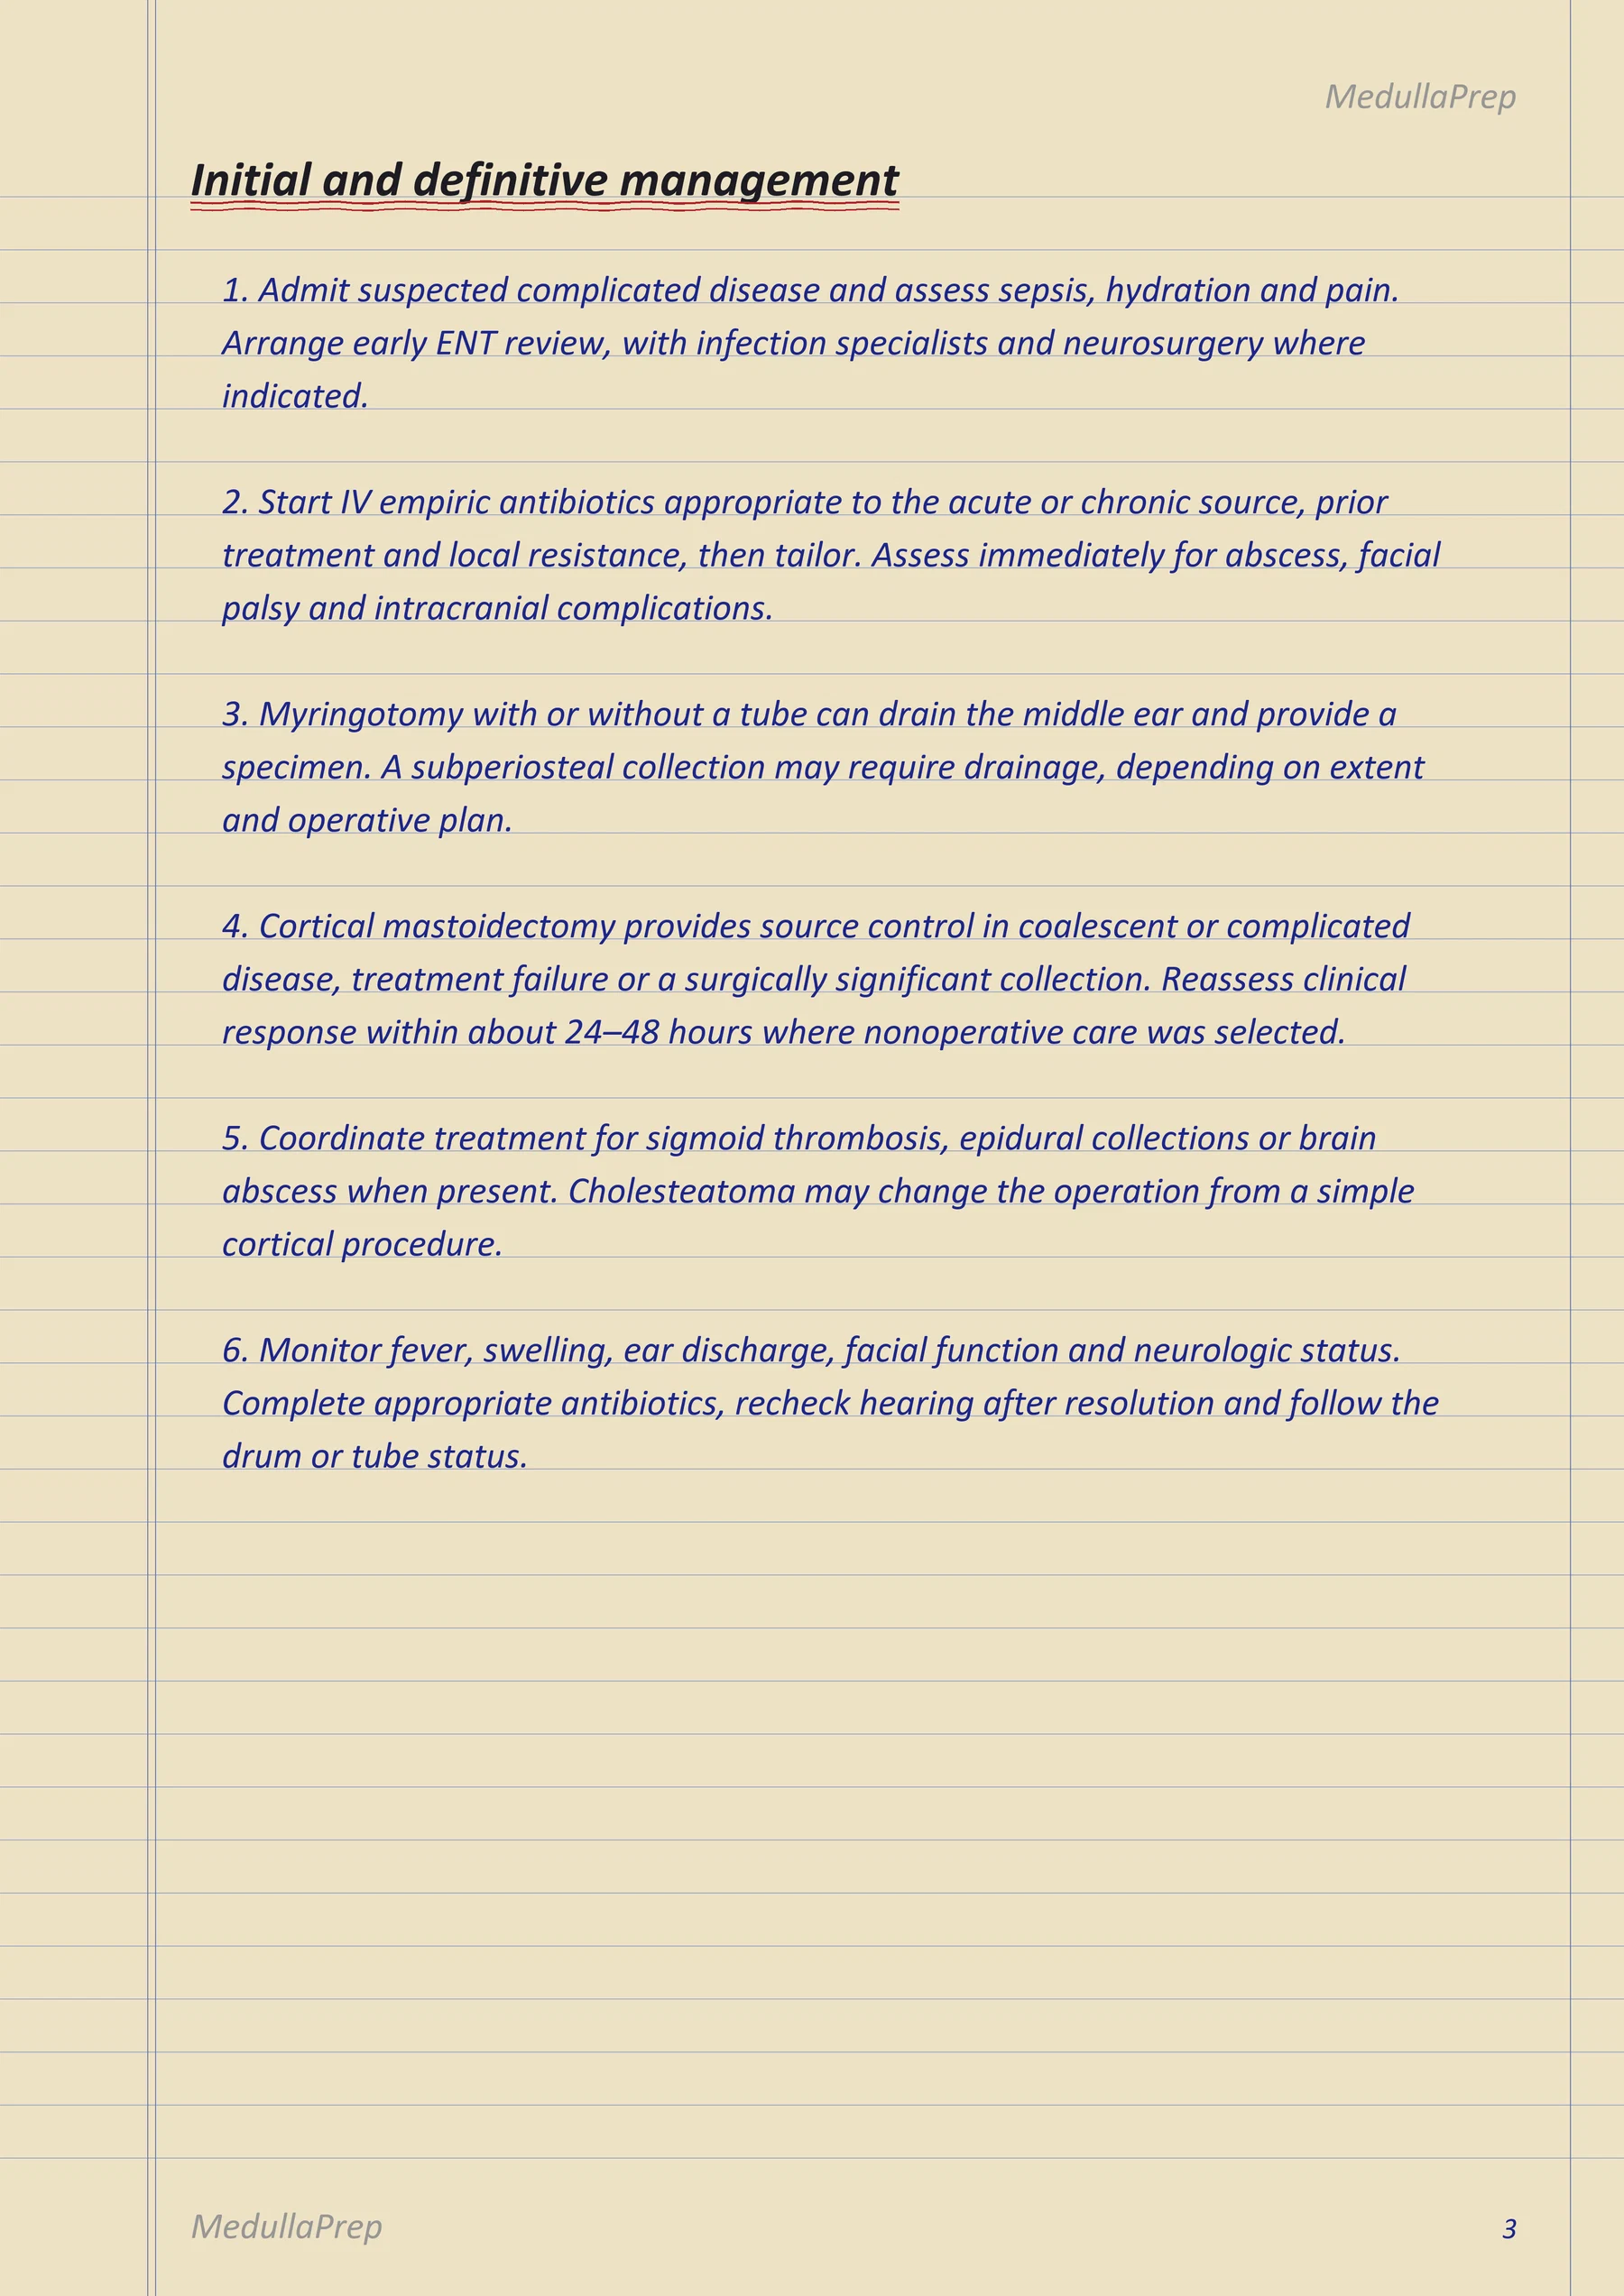 MedullaPrep
Initial and definitive management
1. Admit suspected complicated disease and assess sepsis, hydration and pain.
Arrange early ENT review, with infection specialists and neurosurgery where
indicated.
2. Start IV empiric antibiotics appropriate to the acute or chronic source, prior
treatment and local resistance, then tailor. Assess immediately for abscess, facial
palsy and intracranial complications.
3. Myringotomy with or without a tube can drain the middle ear and provide a
specimen. A subperiosteal collection may require drainage, depending on extent
and operative plan.
4. Cortical mastoidectomy provides source control in coalescent or complicated
disease, treatment failure or a surgically significant collection. Reassess clinical
response within about 24–48 hours where nonoperative care was selected.
5. Coordinate treatment for sigmoid thrombosis, epidural collections or brain
abscess when present. Cholesteatoma may change the operation from a simple
cortical procedure.
6. Monitor fever, swelling, ear discharge, facial function and neurologic status.
Complete appropriate antibiotics, recheck hearing after resolution and follow the
drum or tube status.
MedullaPrep
3